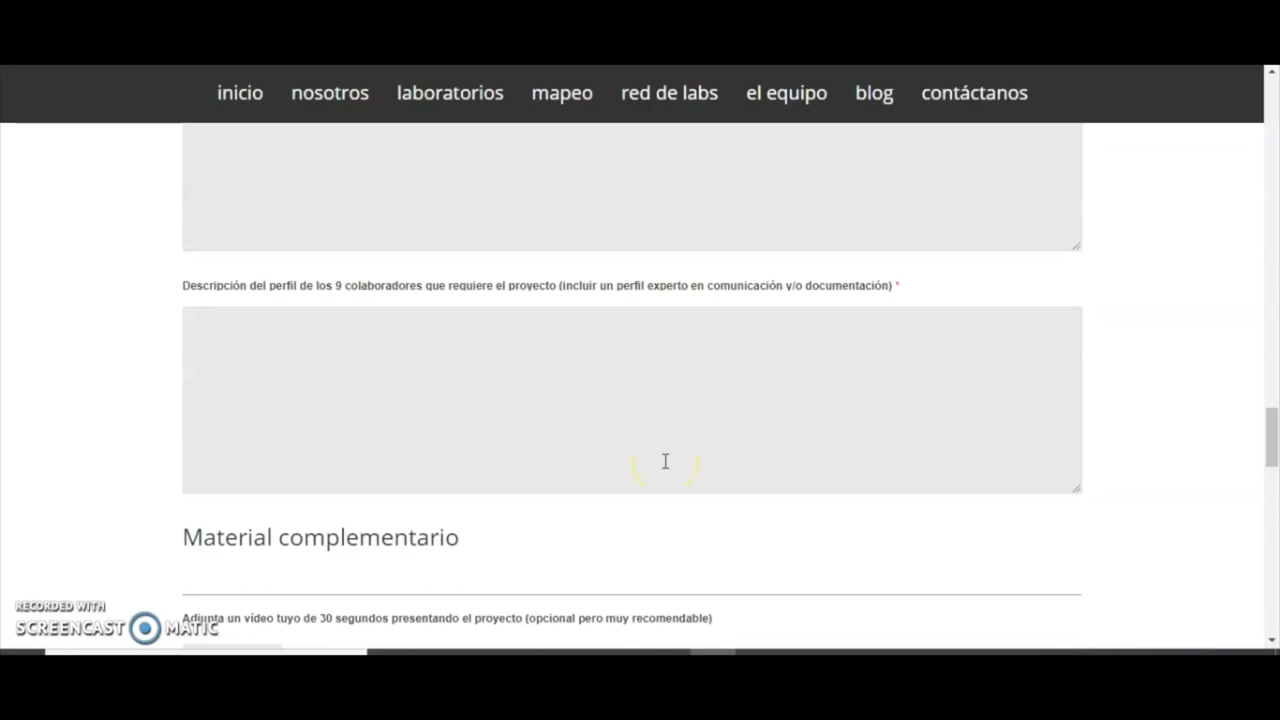 inicio nosotros laboratorios mapeo red de labs el equipo blog contáctanos
Descripción del perfil de los 9 colaboradores que requiere el proyecto (incluir un perfil experto en comunicación y/o documentación) *
Material complementario
Adjunta un vídeo tuyo de 30 segundos presentando el proyecto (opcional pero muy recomendable)
RECORDED WITH
SCREENCAST MATIC